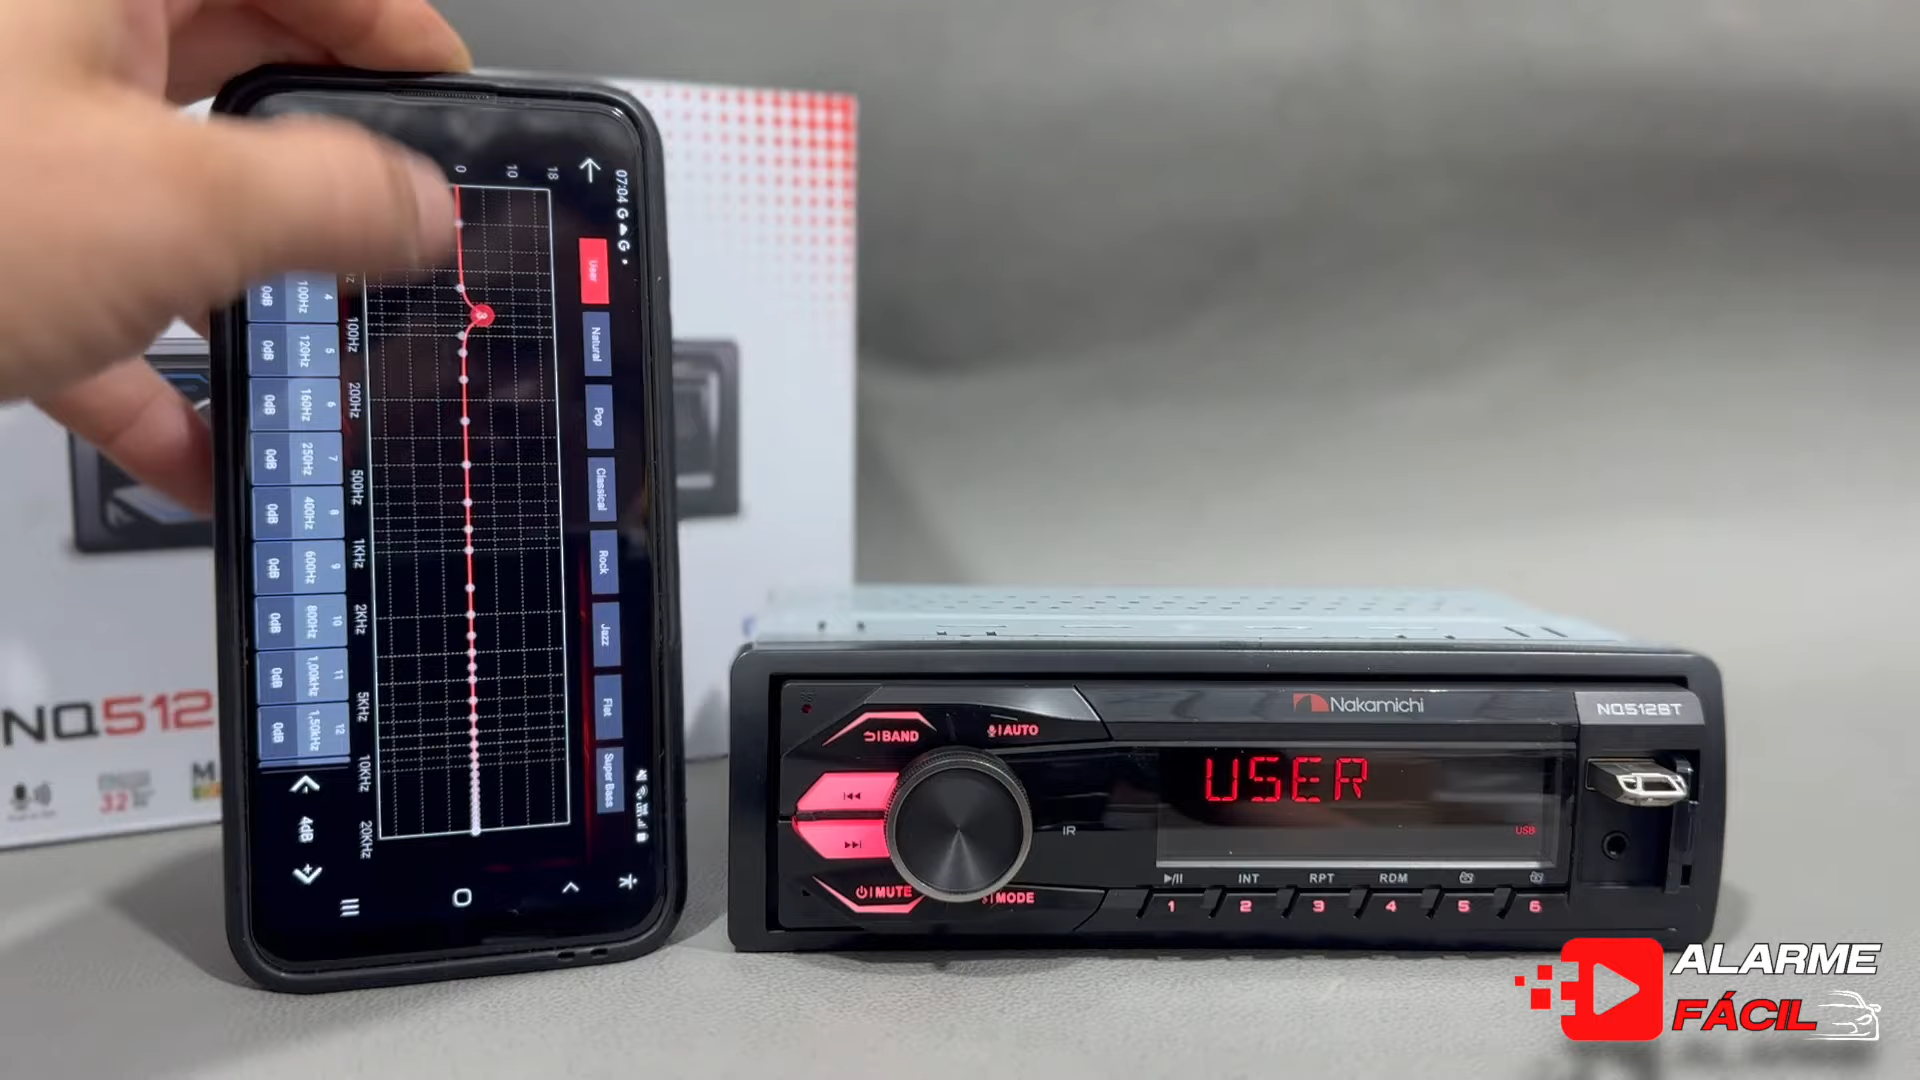 07:04
User
Natural
Pop
Classical
Rock
Jazz
Flat
Super Bass
18
10
0
100Hz
200Hz
500Hz
1KHz
2KHz
5KHz
10KHz
20KHz
3
4
100Hz
0dB
5
120Hz
0dB
6
160Hz
0dB
7
250Hz
0dB
8
400Hz
0dB
9
600Hz
0dB
10
800Hz
0dB
11
1,00kHz
0dB
12
1,50kHz
0dB
4dB
NQ512
32
M
Nakamichi
NQ512BT
BAND
AUTO
USER
IR
USB
MUTE
MODE
INT
RPT
RDM
1
2
3
4
5
6
ALARME
FÁCIL